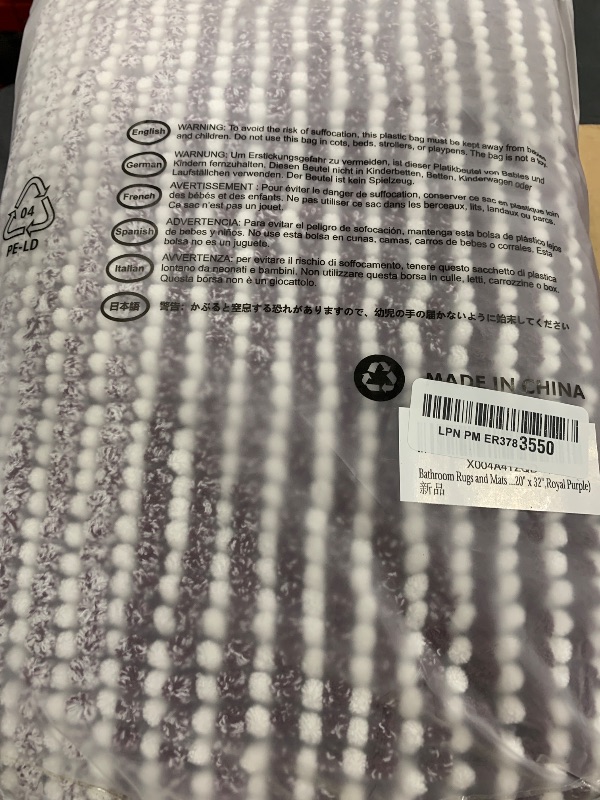 English
WARNING: To avoid the risk of suffocation, this plastic bag must be kept away from
and children. Do not use this bag in cots, beds, strollers, or playpens. The bag is not a
German
WARNUNG: Um Erstickungsgefahr zu vermeiden, ist dieser Platikbeutel von Babies und
Kindern fernzuhalten. Diesen Beutel nicht in Kinderbetten, Betten, Kinderwagen oder
Laufställchen verwenden. Der Beutel ist kein Spielzeug.
French
AVERTISSEMENT : Pour éviter le danger de suffocation, conserver ce sac en plastique loin
des bébés et des enfants. Ne pas utiliser ce sac dans les berceaux, lits, landaux ou parcs.
Ce sac n'est pas un jouet.
Spanish
ADVERTENCIA: Para evitar el peligro de sofocación, mantenga esta bolsa de plástico lejos
de bebes y niños. No use esta bolsa en cunas, camas, carros de bebes o corrales. Esta
bolsa no es un juguete.
Italian
AVVERTENZA: per evitare il rischio di soffocamento, tenere questo sacchetto di plastica
lontano da neonati e bambini. Non utilizzare questa borsa in culle, letti, carrozzine o box.
Questa borsa non è un giocattolo.
日本語
警告: かぶると窒息する恐れがありますので、幼児の手の届かないように始末してください
04
PE-LD
MADE IN CHINA
LPN PM ER378 3550
Bathroom Rugs and Mats ...20" x 32",Royal Purple)
新品